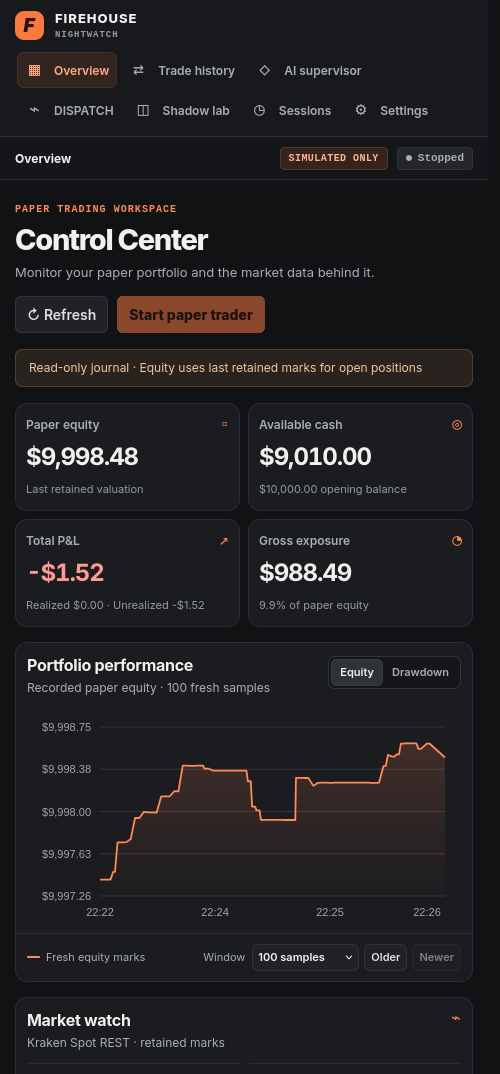 F FIREHOUSE
NIGHTWATCH
Overview Trade history AI supervisor
DISPATCH Shadow lab Sessions Settings
Overview SIMULATED ONLY Stopped
PAPER TRADING WORKSPACE
Control Center
Monitor your paper portfolio and the market data behind it.
↻ Refresh Start paper trader
Read-only journal · Equity uses last retained marks for open positions
Paper equity
$9,998.48
Last retained valuation
Available cash
$9,010.00
$10,000.00 opening balance
Total P&L
-$1.52
Realized $0.00 · Unrealized -$1.52
Gross exposure
$988.49
9.9% of paper equity
Portfolio performance
Recorded paper equity · 100 fresh samples
Equity Drawdown
$9,998.75
$9,998.38
$9,998.00
$9,997.63
$9,997.26
22:22 22:24 22:25 22:26
Fresh equity marks Window 100 samples Older Newer
Market watch
Kraken Spot REST · retained marks